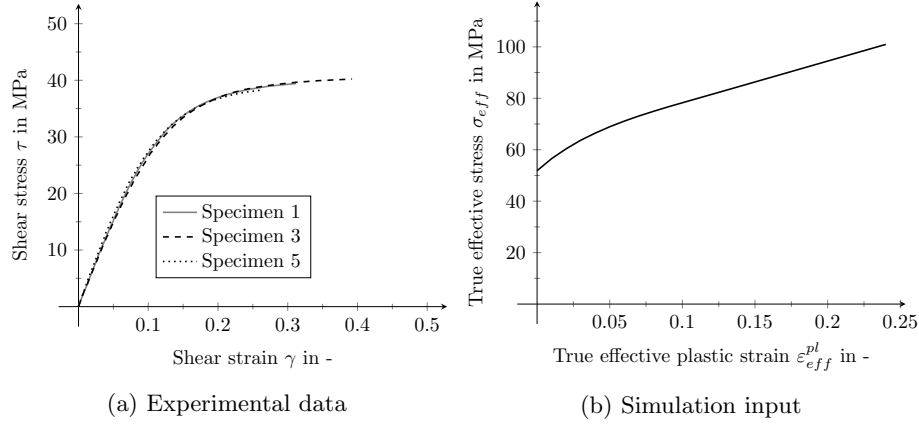 50
40
30
20
10
0.1 0.2 0.3 0.4 0.5
Shear stress τ in MPa
Shear strain γ in -
Specimen 1
Specimen 3
Specimen 5
(a) Experimental data
100
80
60
40
20
0.05 0.1 0.15 0.2 0.25
True effective stress σ_eff in MPa
True effective plastic strain ε^pl_eff in -
(b) Simulation input